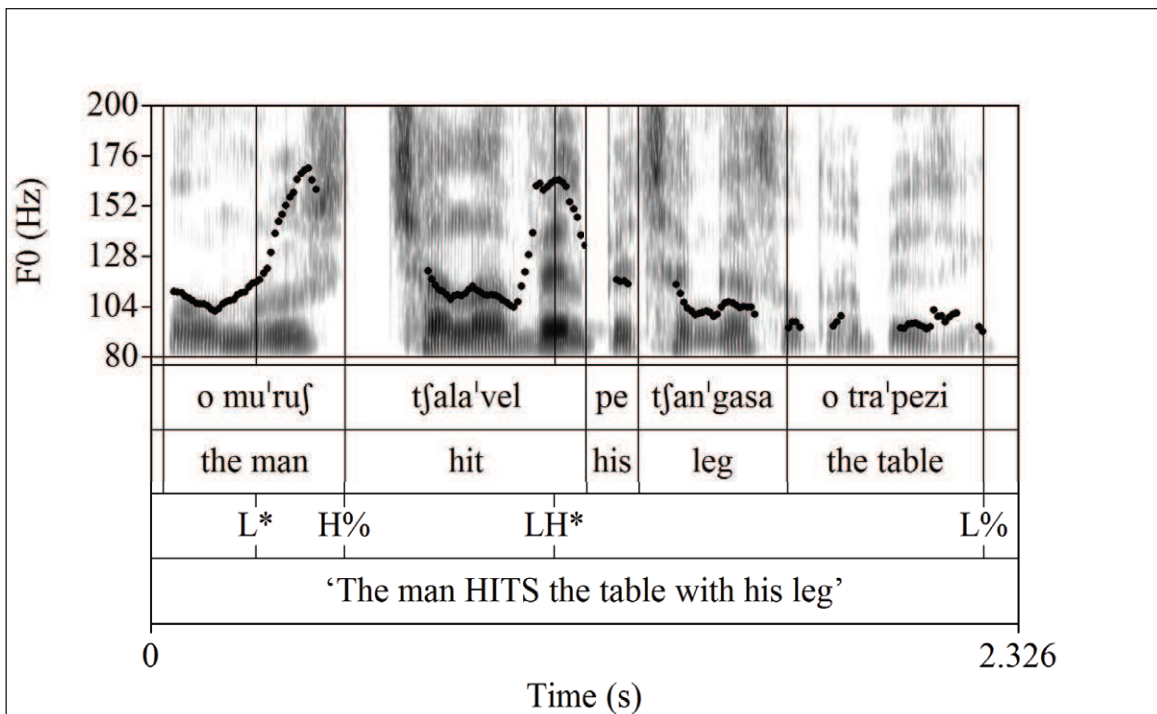 200
176
152
128
104
80
F0 (Hz)
o muˈruʃ tʃalaˈvel pe tʃanˈgasa o traˈpezi
the man hit his leg the table
L* H% LH* L%
‘The man HITS the table with his leg’
0 2.326
Time (s)